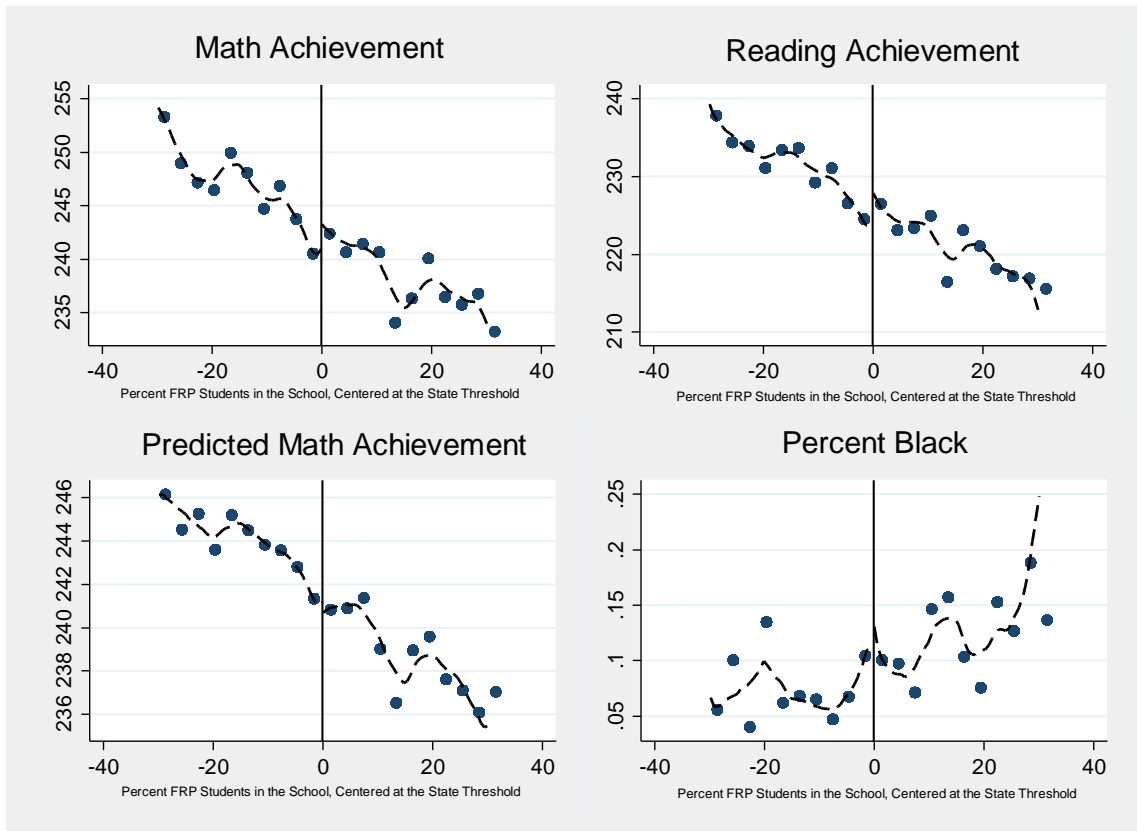 Math Achievement
255
250
245
240
235
-40 -20 0 20 40
Percent FRP Students in the School, Centered at the State Threshold
Reading Achievement
240
230
220
210
-40 -20 0 20 40
Percent FRP Students in the School, Centered at the State Threshold
Predicted Math Achievement
246
244
242
240
238
236
-40 -20 0 20 40
Percent FRP Students in the School, Centered at the State Threshold
Percent Black
.25
.2
.15
.1
.05
-40 -20 0 20 40
Percent FRP Students in the School, Centered at the State Threshold